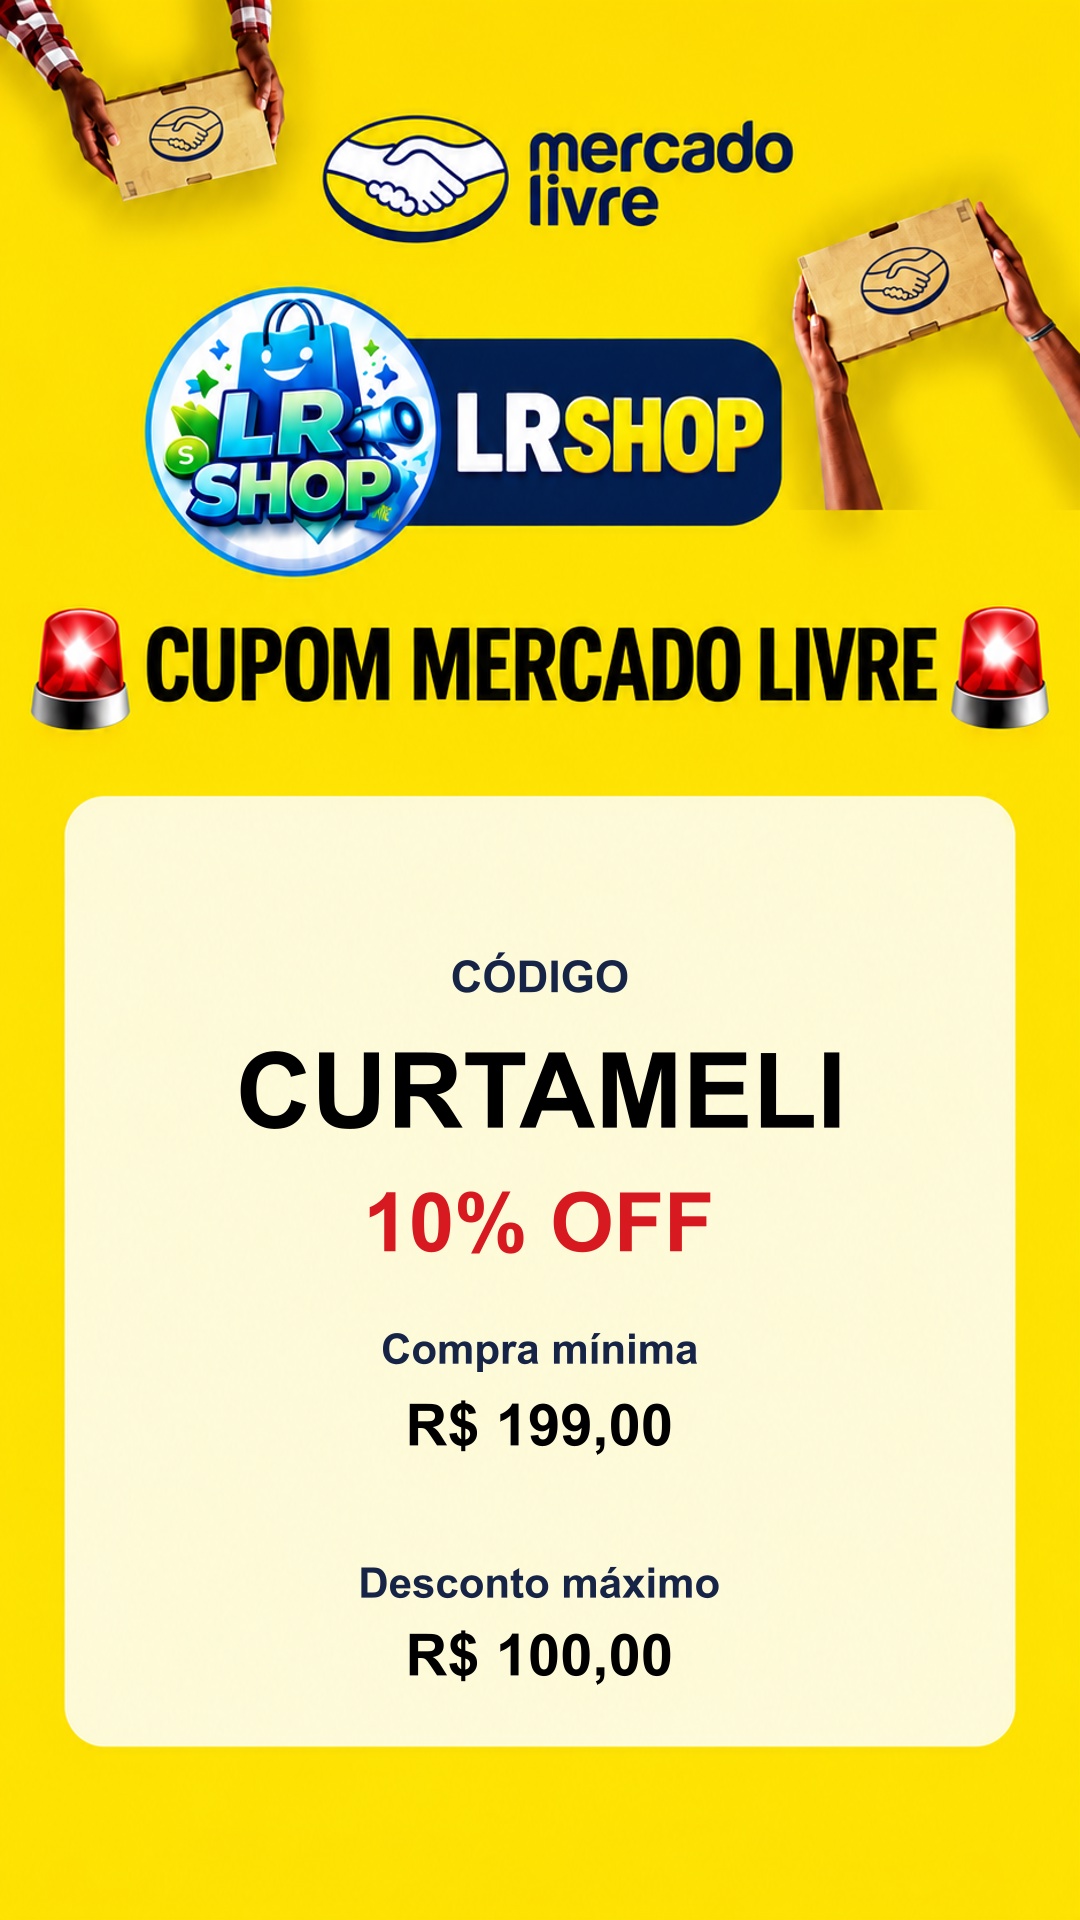 mercado
livre
LR
SHOP
S
LRSHOP
CUPOM MERCADO LIVRE
CÓDIGO
CURTAMELI
10% OFF
Compra mínima
R$ 199,00
Desconto máximo
R$ 100,00